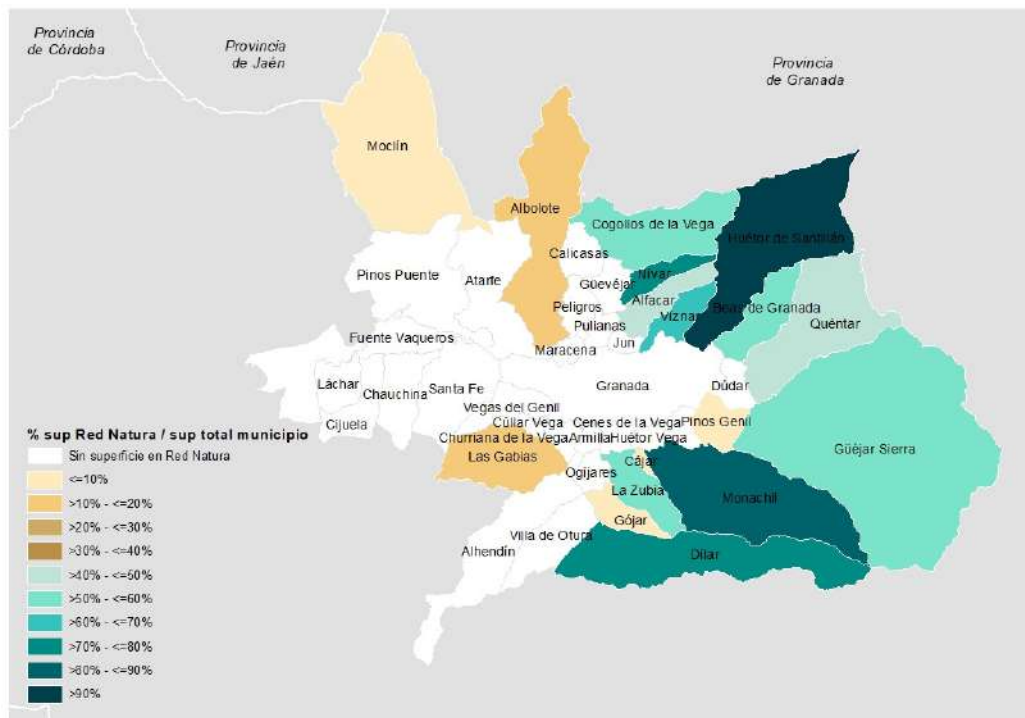 Provincia
de Córdoba
Provincia
de Jaén
Provincia
de Granada
Moclín
Albolote
Cogollos de la Vega
Huétor de Santillán
Calicasas
Pinos Puente
Atarfe
Nívar
Güevéjar
Alfacar
Beas de Granada
Peligros
Víznar
Quéntar
Pulianas
Fuente Vaqueros
Jun
Maracena
Láchar
Santa Fe
Granada
Dúdar
Chauchina
Vegas del Genil
Cúllar Vega
Cenes de la Vega
Pinos Genil
Cijuela
Churriana de la Vega
Armilla
Huétor Vega
Güéjar Sierra
Las Gabias
Cájar
Ogíjares
La Zubia
Monachil
Gójar
Villa de Otura
Alhendín
Dílar
% sup Red Natura / sup total municipio
Sin superficie en Red Natura
<=10%
>10% - <=20%
>20% - <=30%
>30% - <=40%
>40% - <=50%
>50% - <=60%
>60% - <=70%
>70% - <=80%
>80% - <=90%
>90%